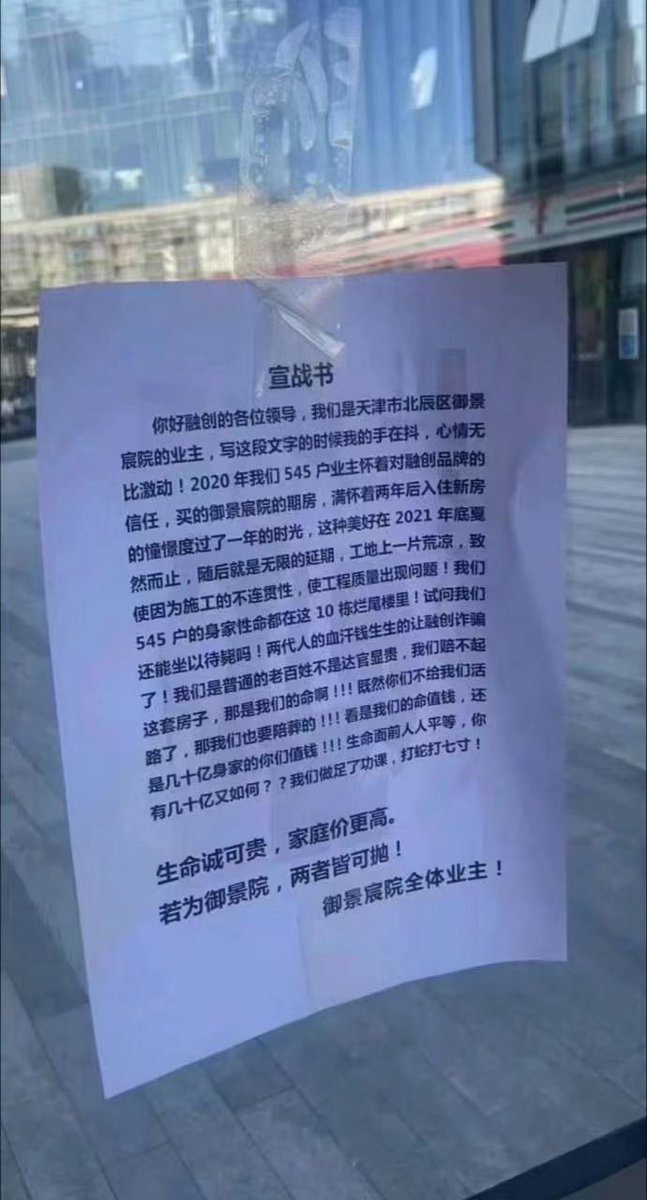 宣战书
你好融创的各位领导，我们是天津市北辰区御景
宸院的业主，写这段文字的时候我的手在抖，心情无
比激动！2020年我们545户业主怀着对融创品牌的
信任，买的御景宸院的期房，满怀着两年后入住新房
的憧憬度过了一年的时光，这种美好在2021年底戛
然而止，随后就是无限的延期，工地上一片荒凉，致
使因为施工的不连贯性，使工程质量出现问题！我们
545户的身家性命都在这10栋烂尾楼里！试问我们
还能坐以待毙吗！两代人的血汗钱生生的让融创诈骗
了！我们是普通的老百姓不是达官显贵，我们赔不起
这套房子，那是我们的命啊!!!既然你们不给我们活
路了，那我们也要陪葬的!!!看是我们的命值钱，还
是几十亿身家的你们值钱!!!生命面前人人平等，你
有几十亿又如何？？我们做足了功课，打蛇打七寸！
生命诚可贵，家庭价更高。
若为御景院，两者皆可抛！
御景宸院全体业主！